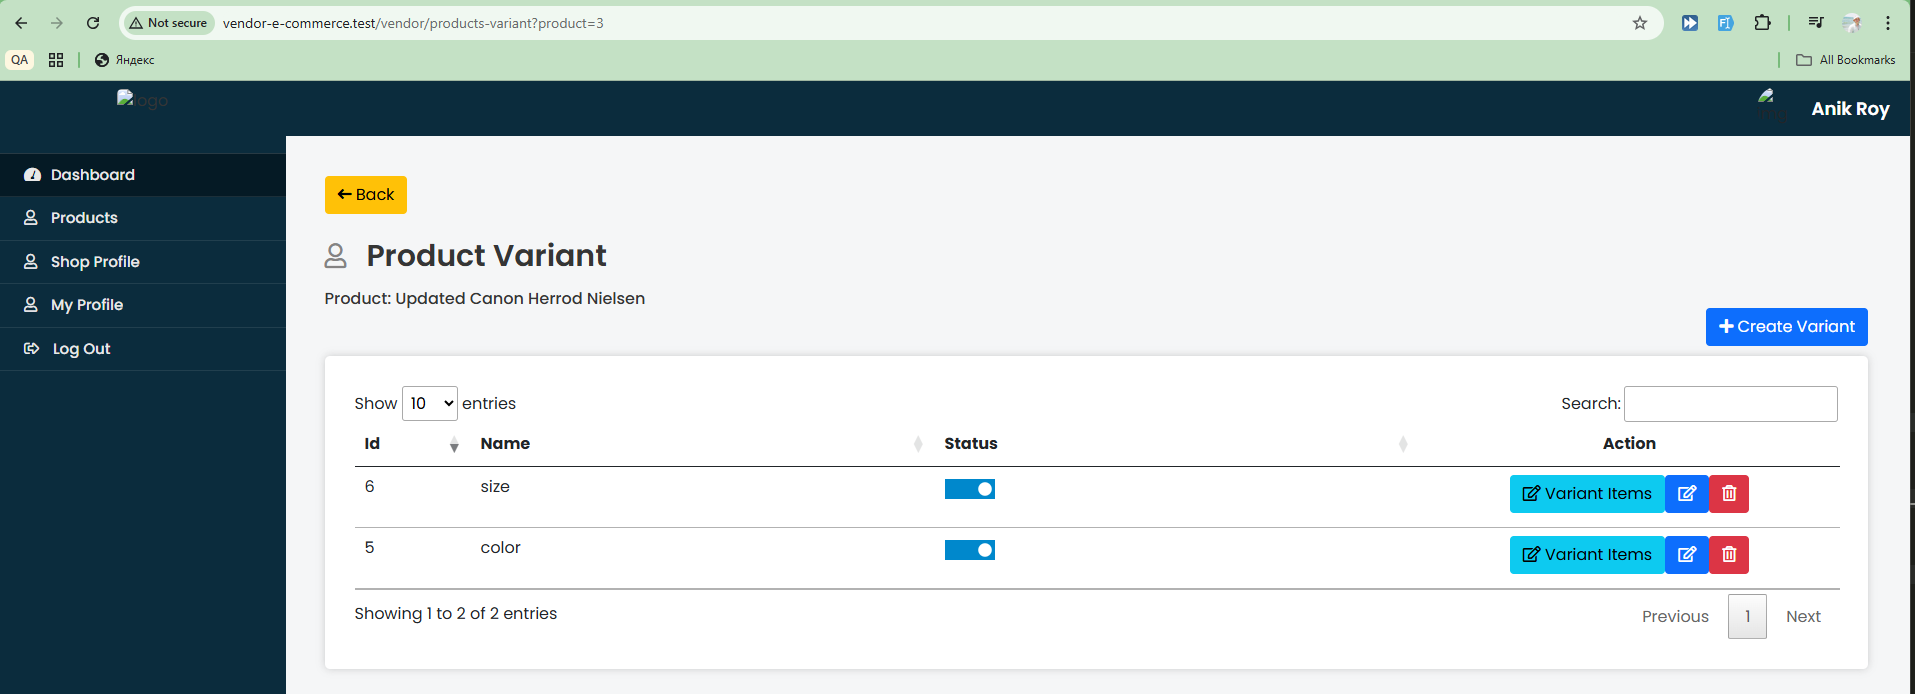 Not secure vendor-e-commerce.test/vendor/products-variant?product=3
QA Яндекс All Bookmarks
logo Anik Roy
Dashboard
Products
Shop Profile
My Profile
Log Out
Back
Product Variant
Product: Updated Canon Herrod Nielsen
Create Variant
Show 10 entries Search:
Id Name Status Action
6 size Variant Items
5 color Variant Items
Showing 1 to 2 of 2 entries Previous 1 Next